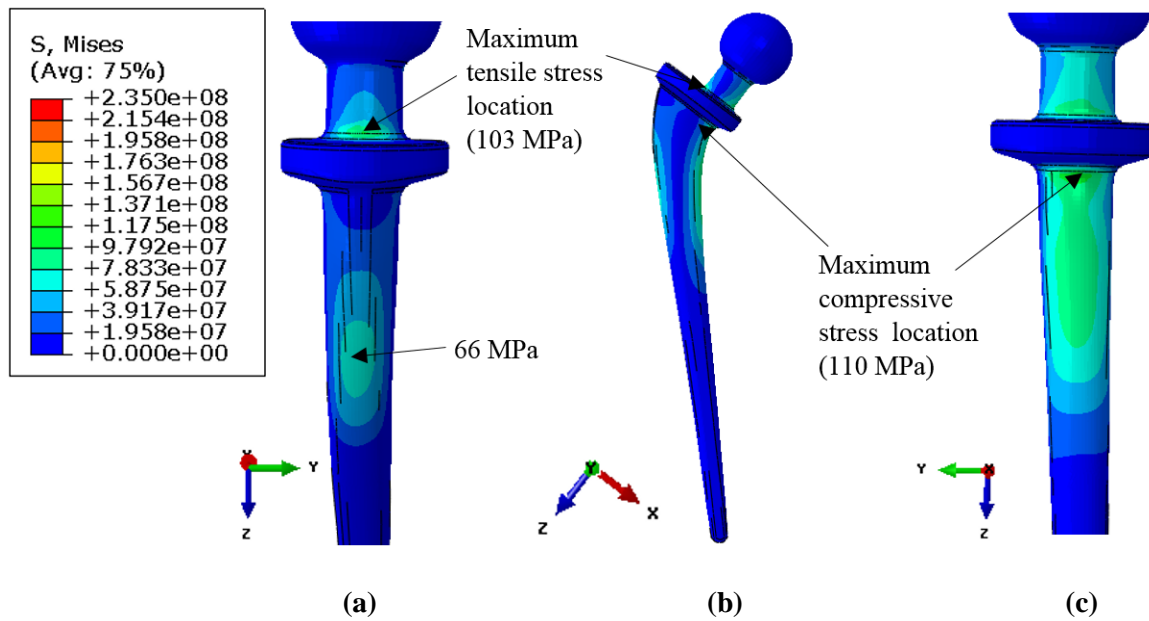 S, Mises
(Avg: 75%)
+2.350e+08
+2.154e+08
+1.958e+08
+1.763e+08
+1.567e+08
+1.371e+08
+1.175e+08
+9.792e+07
+7.833e+07
+5.875e+07
+3.917e+07
+1.958e+07
+0.000e+00
Maximum
tensile stress
location
(103 MPa)
66 MPa
Maximum
compressive
stress location
(110 MPa)
X
Y
Z
Y
Z
X
Y
X
Z
(a)
(b)
(c)